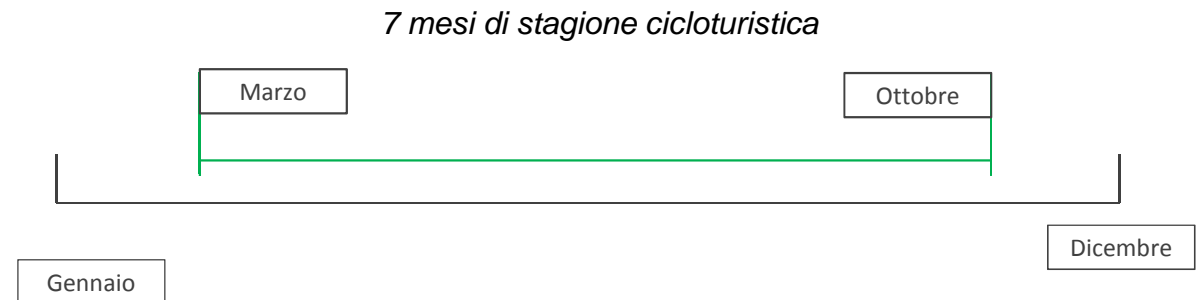 7 mesi di stagione cicloturistica
Marzo
Ottobre
Dicembre
Gennaio